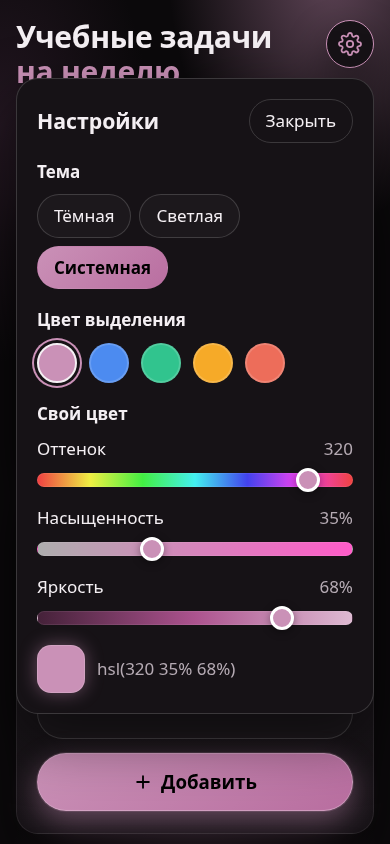 Учебные задачи
на неделю
Настройки
Закрыть
Тема
Тёмная
Светлая
Системная
Цвет выделения
Свой цвет
Оттенок 320
Насыщенность 35%
Яркость 68%
hsl(320 35% 68%)
+ Добавить